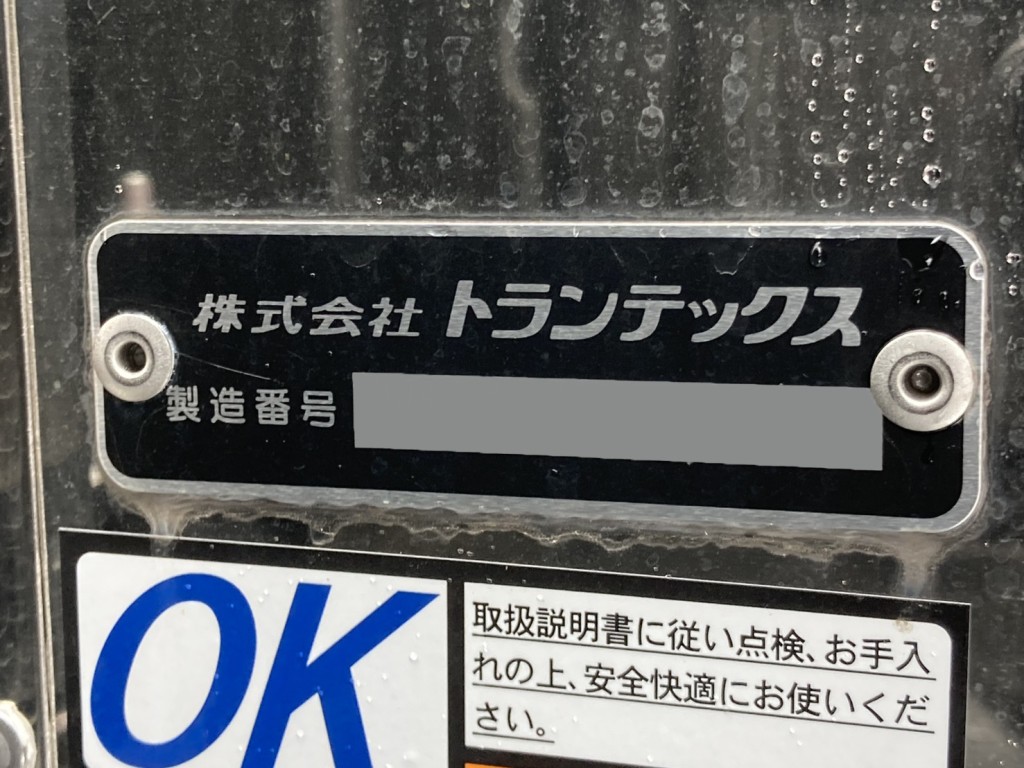 株式会社 トランテックス
製造番号
OK
取扱説明書に従い点検、お手入
れの上、安全快適にお使いくだ
さい。